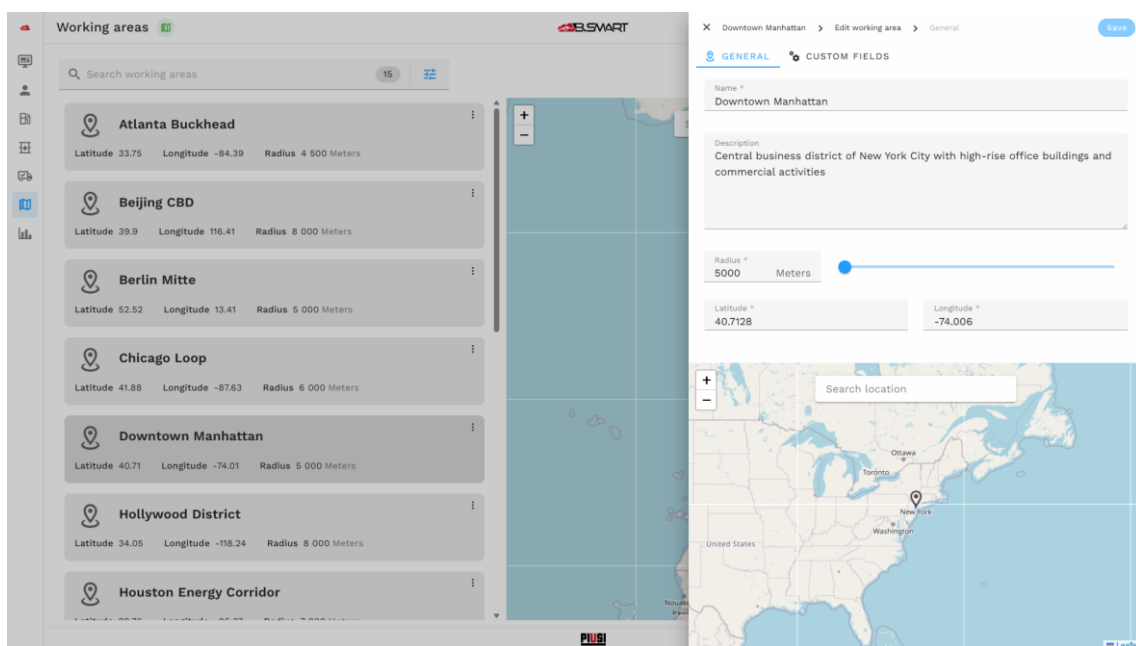 Working areas
B.SMART
Search working areas
15
Atlanta Buckhead
Latitude 33.75 Longitude -84.39 Radius 4 500 Meters
Beijing CBD
Latitude 39.9 Longitude 116.41 Radius 8 000 Meters
Berlin Mitte
Latitude 52.52 Longitude 13.41 Radius 5 000 Meters
Chicago Loop
Latitude 41.88 Longitude -87.63 Radius 6 000 Meters
Downtown Manhattan
Latitude 40.71 Longitude -74.01 Radius 5 000 Meters
Hollywood District
Latitude 34.05 Longitude -118.24 Radius 8 000 Meters
Houston Energy Corridor
+
−
PIUSI
Downtown Manhattan > Edit working area > General
Save
GENERAL CUSTOM FIELDS
Name *
Downtown Manhattan
Description
Central business district of New York City with high-rise office buildings and
commercial activities
Radius *
5000 Meters
Latitude * Longitude *
40.7128 -74.006
+
−
Search location
Ottawa
Toronto
New York
Washington
United States